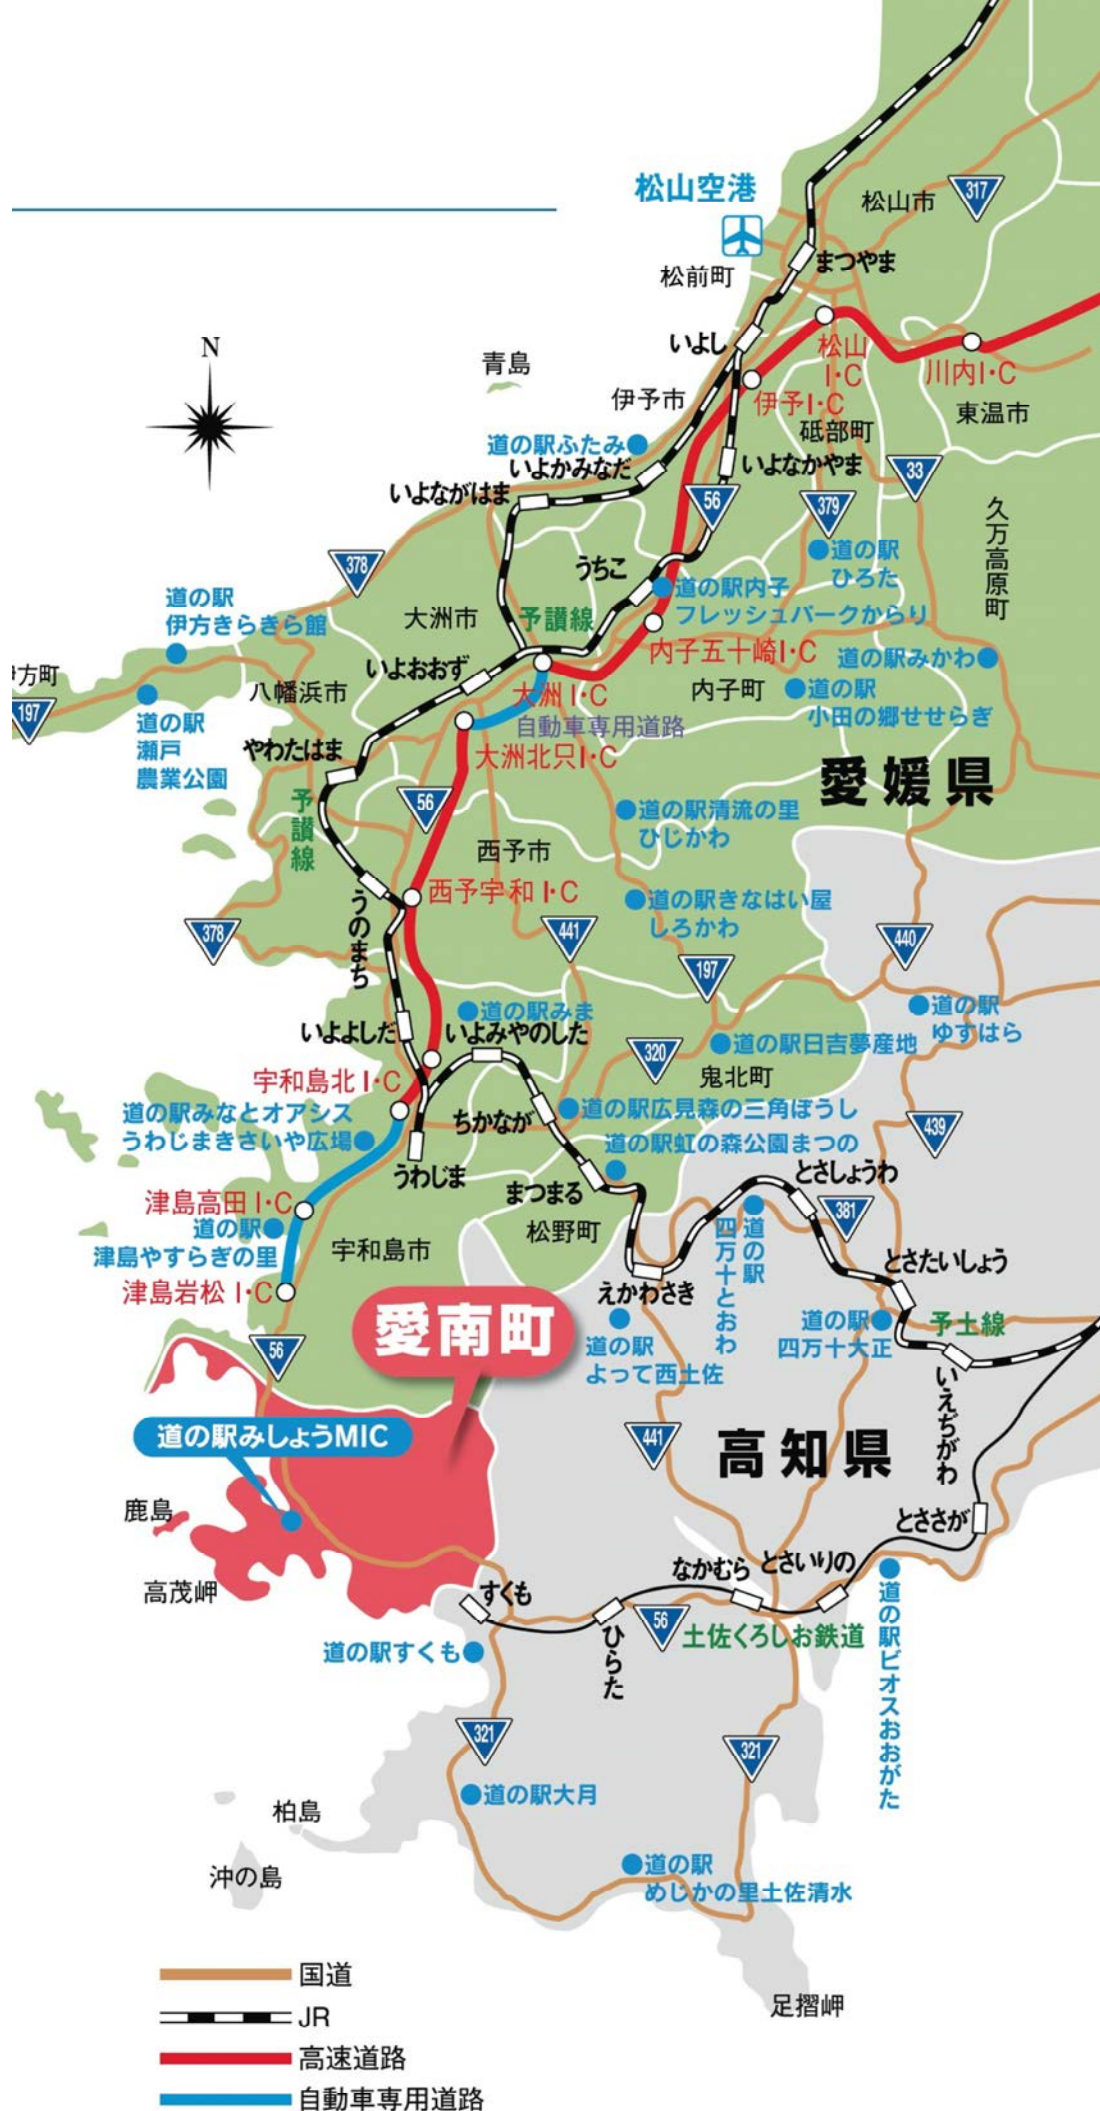 松山空港
317
松山市
まつやま
松前町
いよし
松山
I・C
川内I・C
N
青島
伊予市
伊予I・C
東温市
砥部町
道の駅ふたみ
いよかみなだ
いよなかやま
33
いよながはま
56
379
久万高原町
378
道の駅
ひろた
うちこ
道の駅内子
フレッシュパークからり
道の駅
伊方きらきら館
大洲市
予讃線
方町
いよおおず
内子五十崎I・C
道の駅みかわ
197
八幡浜市
大洲I・C
内子町
道の駅
小田の郷せせらぎ
道の駅
瀬戸
農業公園
自動車専用道路
やわたはま
大洲北只I・C
愛媛県
予讃線
56
道の駅清流の里
ひじかわ
西予市
西予宇和I・C
道の駅きなはい屋
しろかわ
うのまち
378
441
440
197
道の駅みま
道の駅
ゆすはら
いよよしだ
いよみやのした
320
道の駅日吉夢産地
宇和島北I・C
鬼北町
道の駅みなとオアシス
うわじまきさいや広場
ちかなが
道の駅広見森の三角ぼうし
439
道の駅虹の森公園まつの
うわじま
まつまる
とさしょうわ
津島高田I・C
道の駅
津島やすらぎの里
松野町
381
道の駅
四万十とおわ
宇和島市
とさたいしょう
津島岩松I・C
えかわさき
愛南町
道の駅
よって西土佐
道の駅
四万十大正
予土線
56
いえぢがわ
道の駅みしょうMIC
441
高知県
鹿島
とささが
高茂岬
なかむら
とさいりの
すくも
56
土佐くろしお鉄道
ひらた
道の駅ビオスおおがた
道の駅すくも
321
321
道の駅大月
柏島
沖の島
道の駅
めじかの里土佐清水
足摺岬
国道
JR
高速道路
自動車専用道路